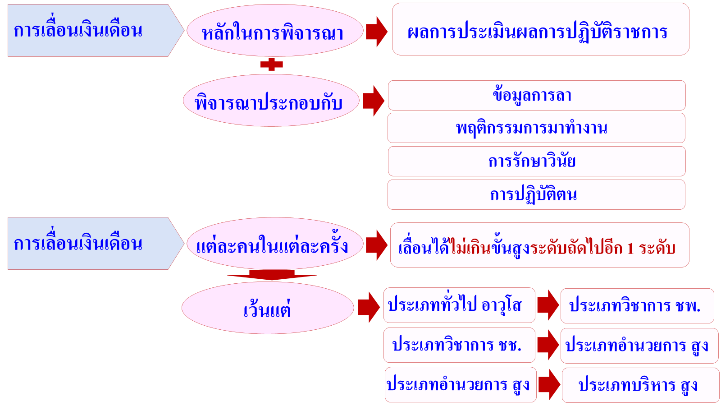 การเลื่อนเงินเดือน
หลักในการพิจารณา
ผลการประเมินผลการปฏิบัติราชการ
พิจารณาประกอบกับ
ข้อมูลการลา
พฤติกรรมการมาทำงาน
การรักษาวินัย
การปฏิบัติตน
การเลื่อนเงินเดือน
แต่ละคนในแต่ละครั้ง
เลื่อนได้ไม่เกินขั้นสูงระดับถัดไปอีก 1 ระดับ
เว้นแต่
ประเภททั่วไป อาวุโส
ประเภทวิชาการ ชพ.
ประเภทวิชาการ ชช.
ประเภทอำนวยการ สูง
ประเภทอำนวยการ สูง
ประเภทบริหาร สูง